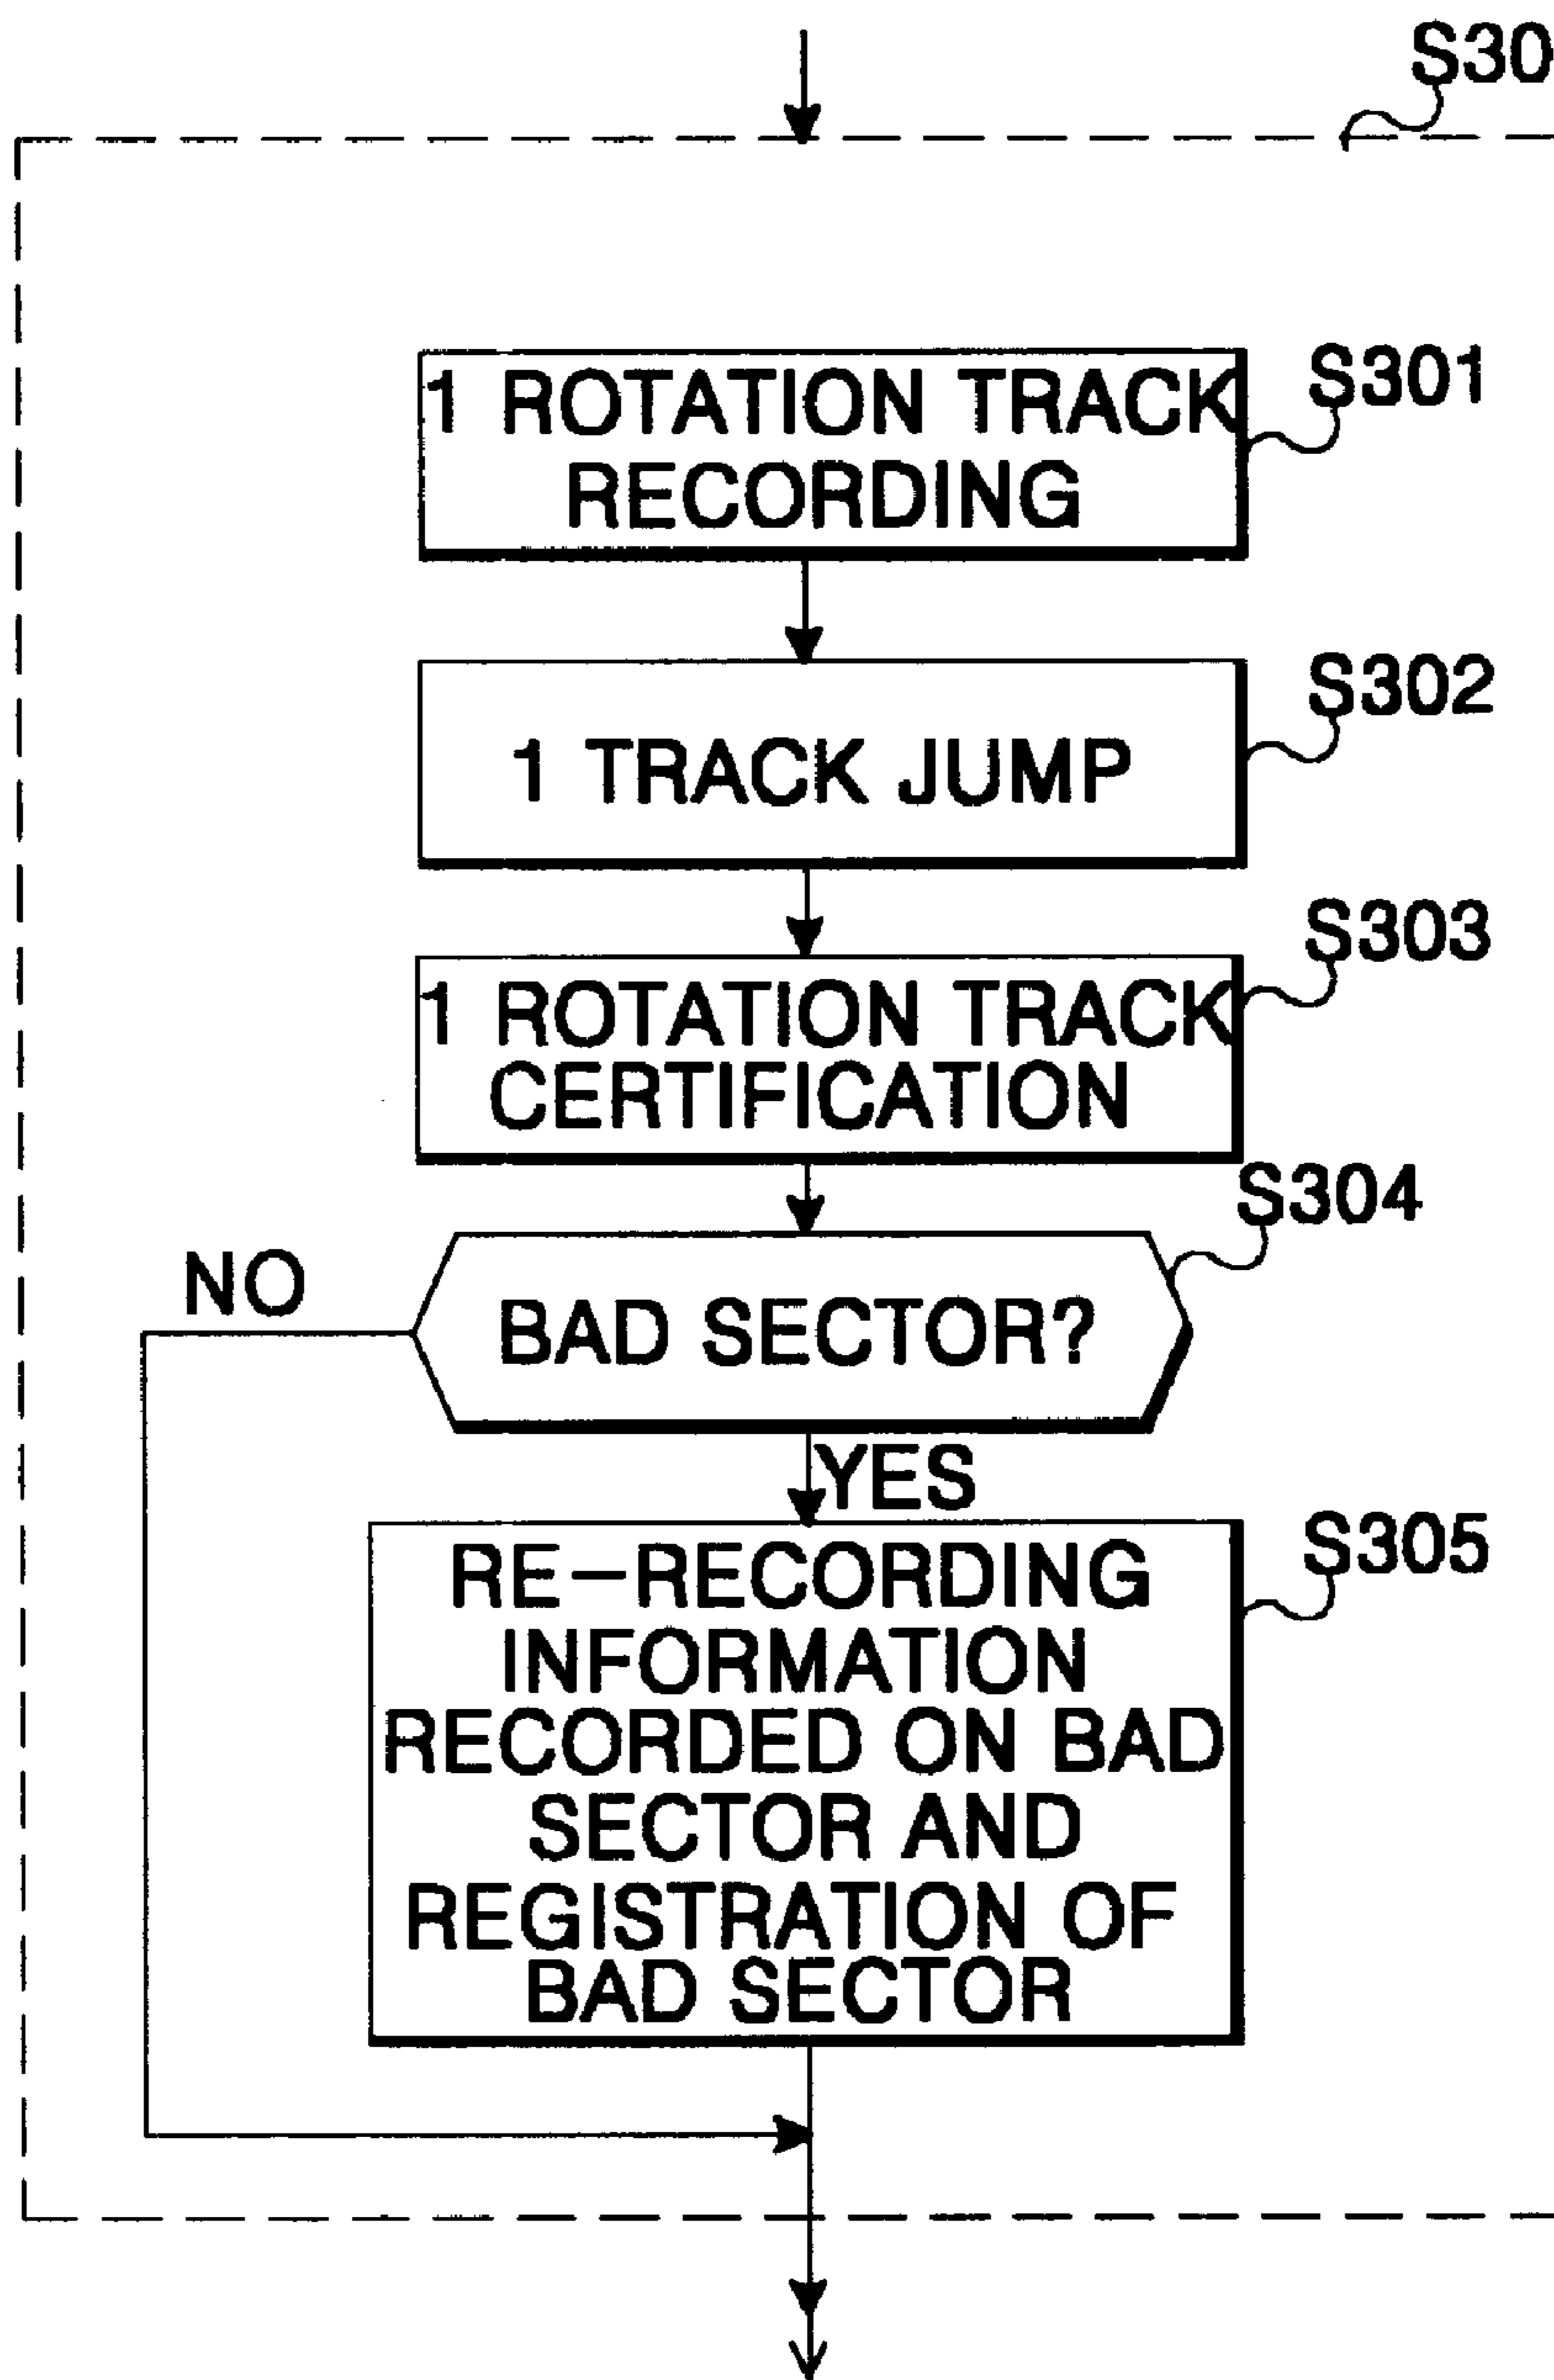 S30
1 ROTATION TRACK
RECORDING
S301
1 TRACK JUMP
S302
1 ROTATION TRACK
CERTIFICATION
S303
BAD SECTOR?
S304
NO
YES
RE-RECORDING
INFORMATION
RECORDED ON BAD
SECTOR AND
REGISTRATION OF
BAD SECTOR
S305